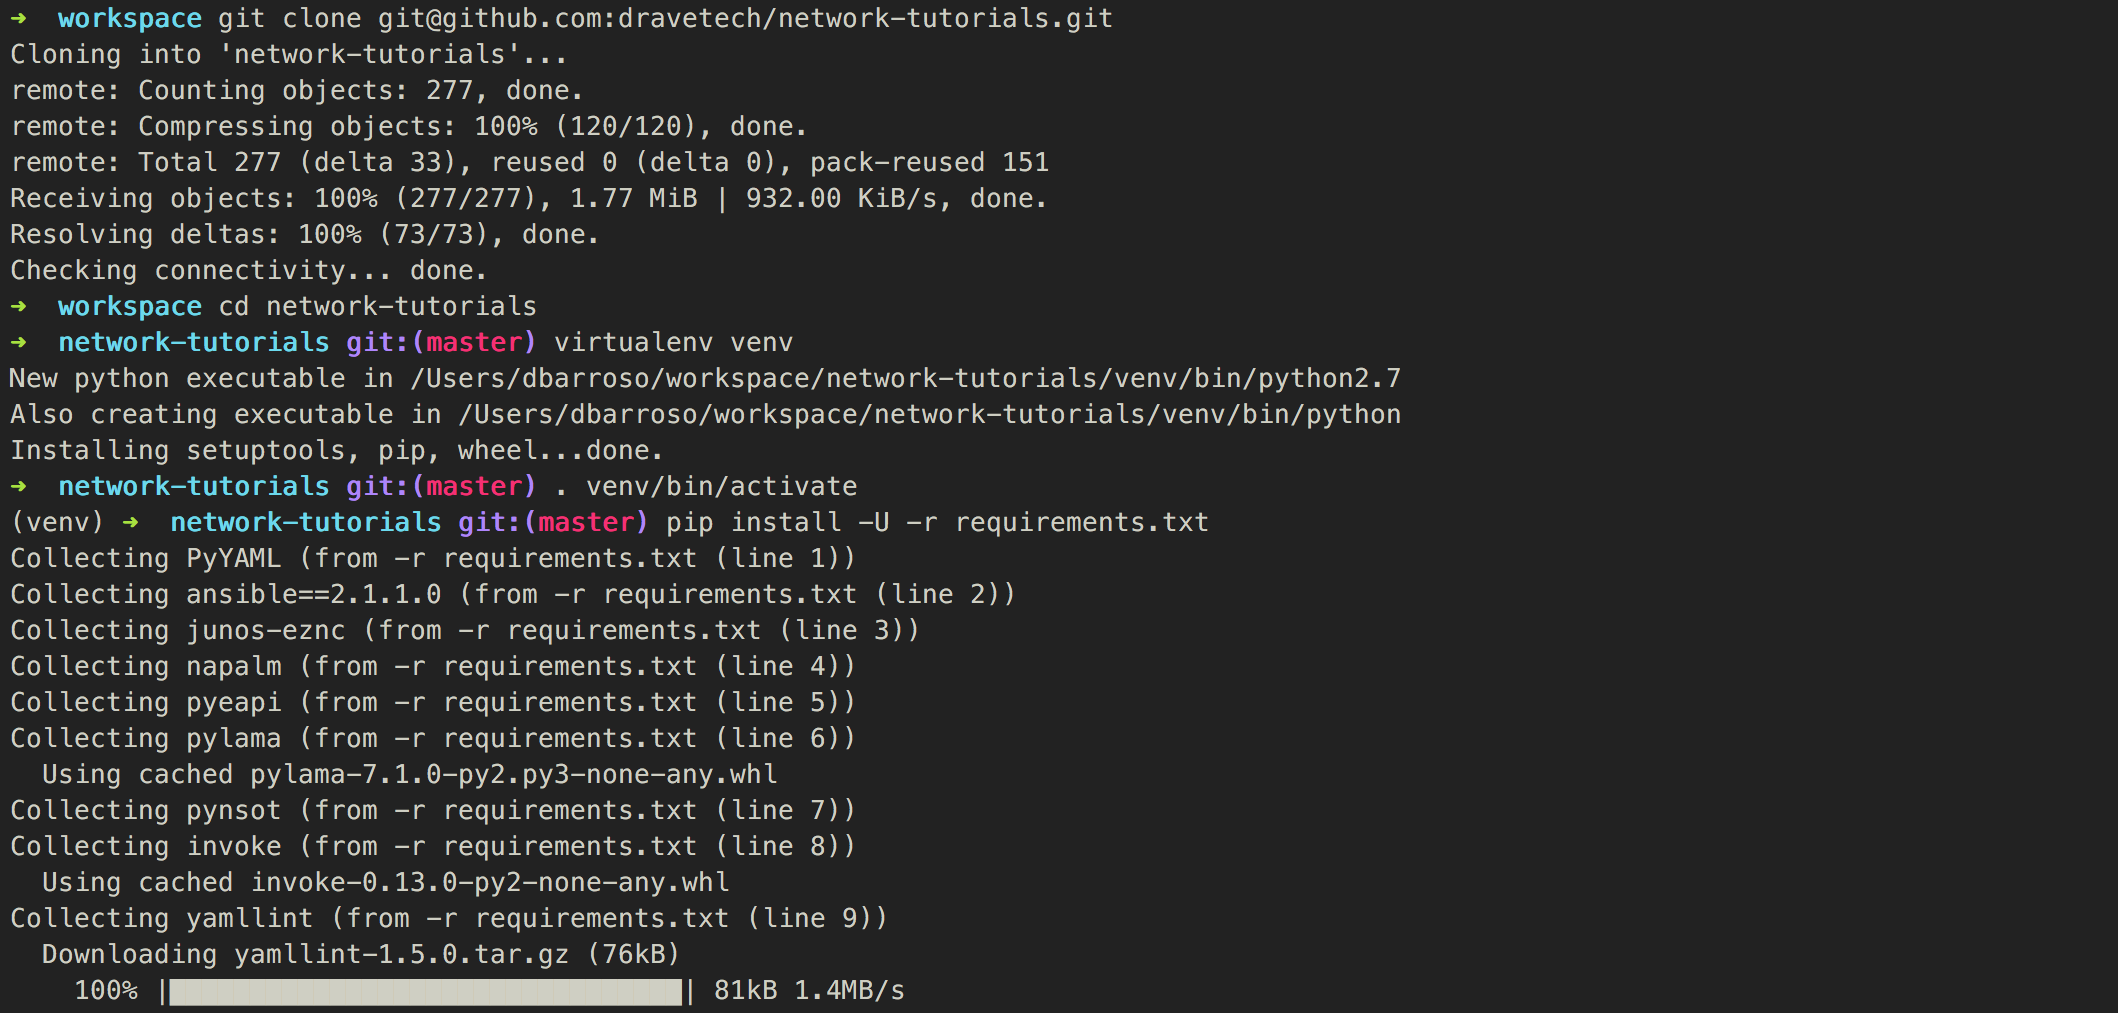 ➜  workspace git clone git@github.com:dravetech/network-tutorials.git
Cloning into 'network-tutorials'...
remote: Counting objects: 277, done.
remote: Compressing objects: 100% (120/120), done.
remote: Total 277 (delta 33), reused 0 (delta 0), pack-reused 151
Receiving objects: 100% (277/277), 1.77 MiB | 932.00 KiB/s, done.
Resolving deltas: 100% (73/73), done.
Checking connectivity... done.
➜  workspace cd network-tutorials
➜  network-tutorials git:(master) virtualenv venv
New python executable in /Users/dbarroso/workspace/network-tutorials/venv/bin/python2.7
Also creating executable in /Users/dbarroso/workspace/network-tutorials/venv/bin/python
Installing setuptools, pip, wheel...done.
➜  network-tutorials git:(master) . venv/bin/activate
(venv) ➜  network-tutorials git:(master) pip install -U -r requirements.txt
Collecting PyYAML (from -r requirements.txt (line 1))
Collecting ansible==2.1.1.0 (from -r requirements.txt (line 2))
Collecting junos-eznc (from -r requirements.txt (line 3))
Collecting napalm (from -r requirements.txt (line 4))
Collecting pyeapi (from -r requirements.txt (line 5))
Collecting pylama (from -r requirements.txt (line 6))
  Using cached pylama-7.1.0-py2.py3-none-any.whl
Collecting pynsot (from -r requirements.txt (line 7))
Collecting invoke (from -r requirements.txt (line 8))
  Using cached invoke-0.13.0-py2-none-any.whl
Collecting yamllint (from -r requirements.txt (line 9))
  Downloading yamllint-1.5.0.tar.gz (76kB)
    100% |████████████████████████████████| 81kB 1.4MB/s